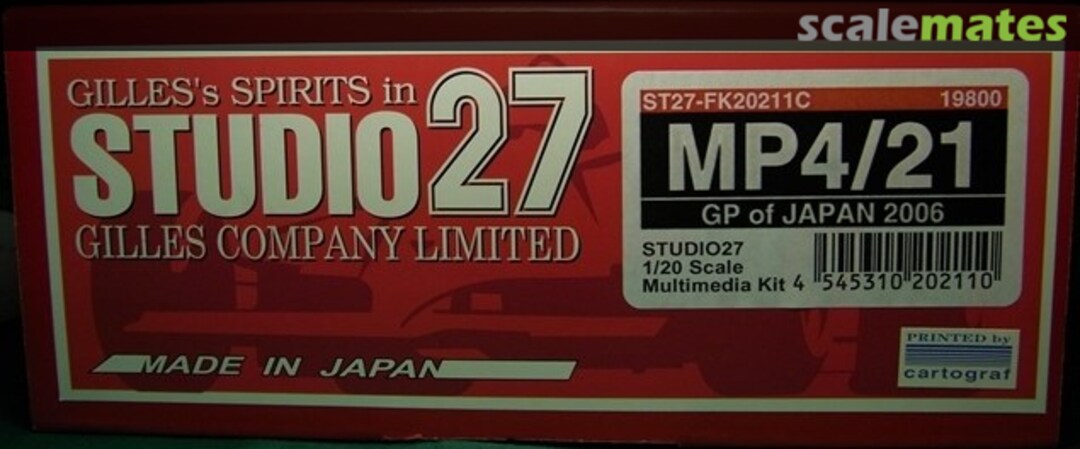 scalemates
GILLES's SPIRITS in
STUDIO27
GILLES COMPANY LIMITED
MADE IN JAPAN
ST27-FK20211C 19800
MP4/21
GP of JAPAN 2006
STUDIO27
1/20 Scale
Multimedia Kit 4 545310 202110
PRINTED by
cartograf